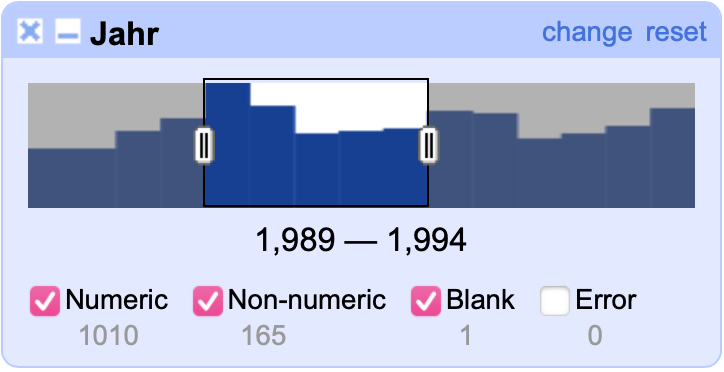 Jahr change reset
1,989 — 1,994
Numeric Non-numeric Blank Error
1010 165 1 0